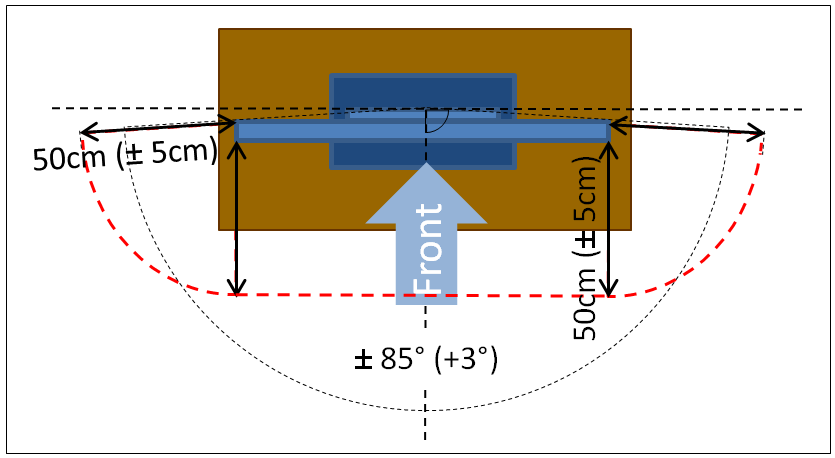 50cm (± 5cm)
50cm (± 5cm)
Front
± 85° (+3°)